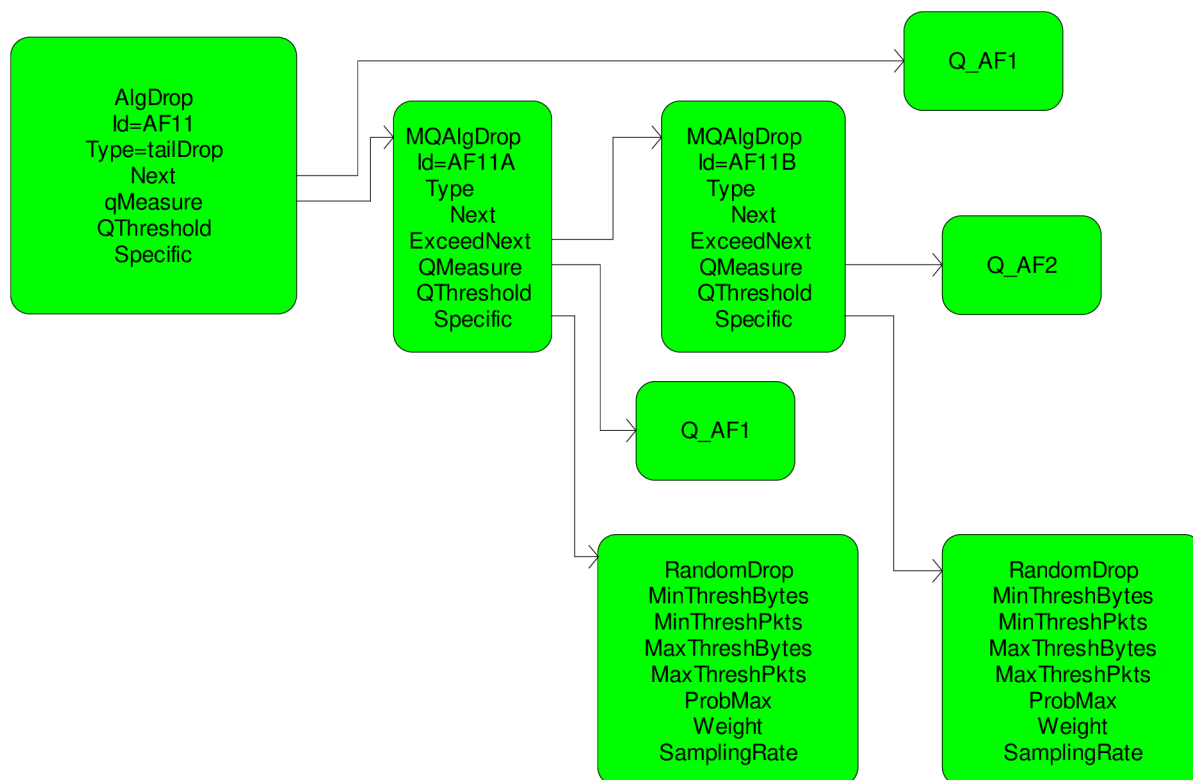 AlgDrop
Id=AF11
Type=tailDrop
Next
qMeasure
QThreshold
Specific
MQAlgDrop
Id=AF11A
Type
Next
ExceedNext
QMeasure
QThreshold
Specific
MQAlgDrop
Id=AF11B
Type
Next
ExceedNext
QMeasure
QThreshold
Specific
Q_AF1
Q_AF2
Q_AF1
RandomDrop
MinThreshBytes
MinThreshPkts
MaxThreshBytes
MaxThreshPkts
ProbMax
Weight
SamplingRate
RandomDrop
MinThreshBytes
MinThreshPkts
MaxThreshBytes
MaxThreshPkts
ProbMax
Weight
SamplingRate